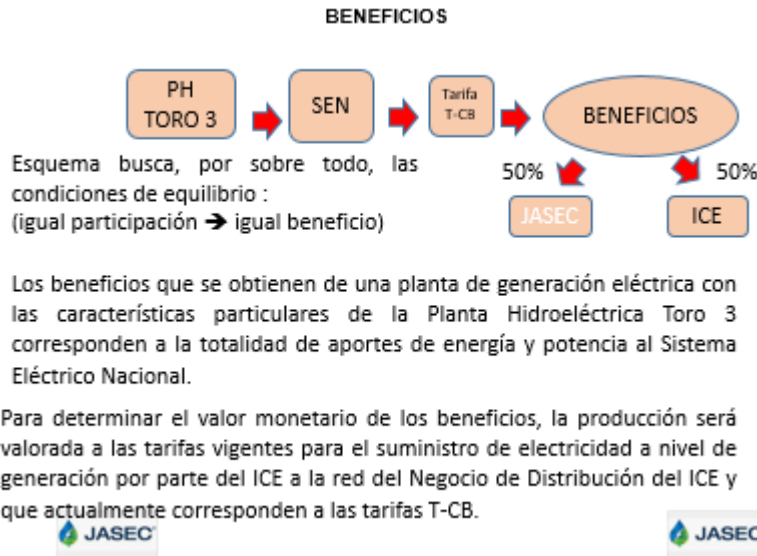 BENEFICIOS
PH
TORO 3
SEN
Tarifa
T-CB
BENEFICIOS
Esquema busca, por sobre todo, las
condiciones de equilibrio :
(igual participación ➔ igual beneficio)
50%
50%
JASEC
ICE
Los beneficios que se obtienen de una planta de generación eléctrica con
las características particulares de la Planta Hidroeléctrica Toro 3
corresponden a la totalidad de aportes de energía y potencia al Sistema
Eléctrico Nacional.
Para determinar el valor monetario de los beneficios, la producción será
valorada a las tarifas vigentes para el suministro de electricidad a nivel de
generación por parte del ICE a la red del Negocio de Distribución del ICE y
que actualmente corresponden a las tarifas T-CB.
JASEC
JASEC